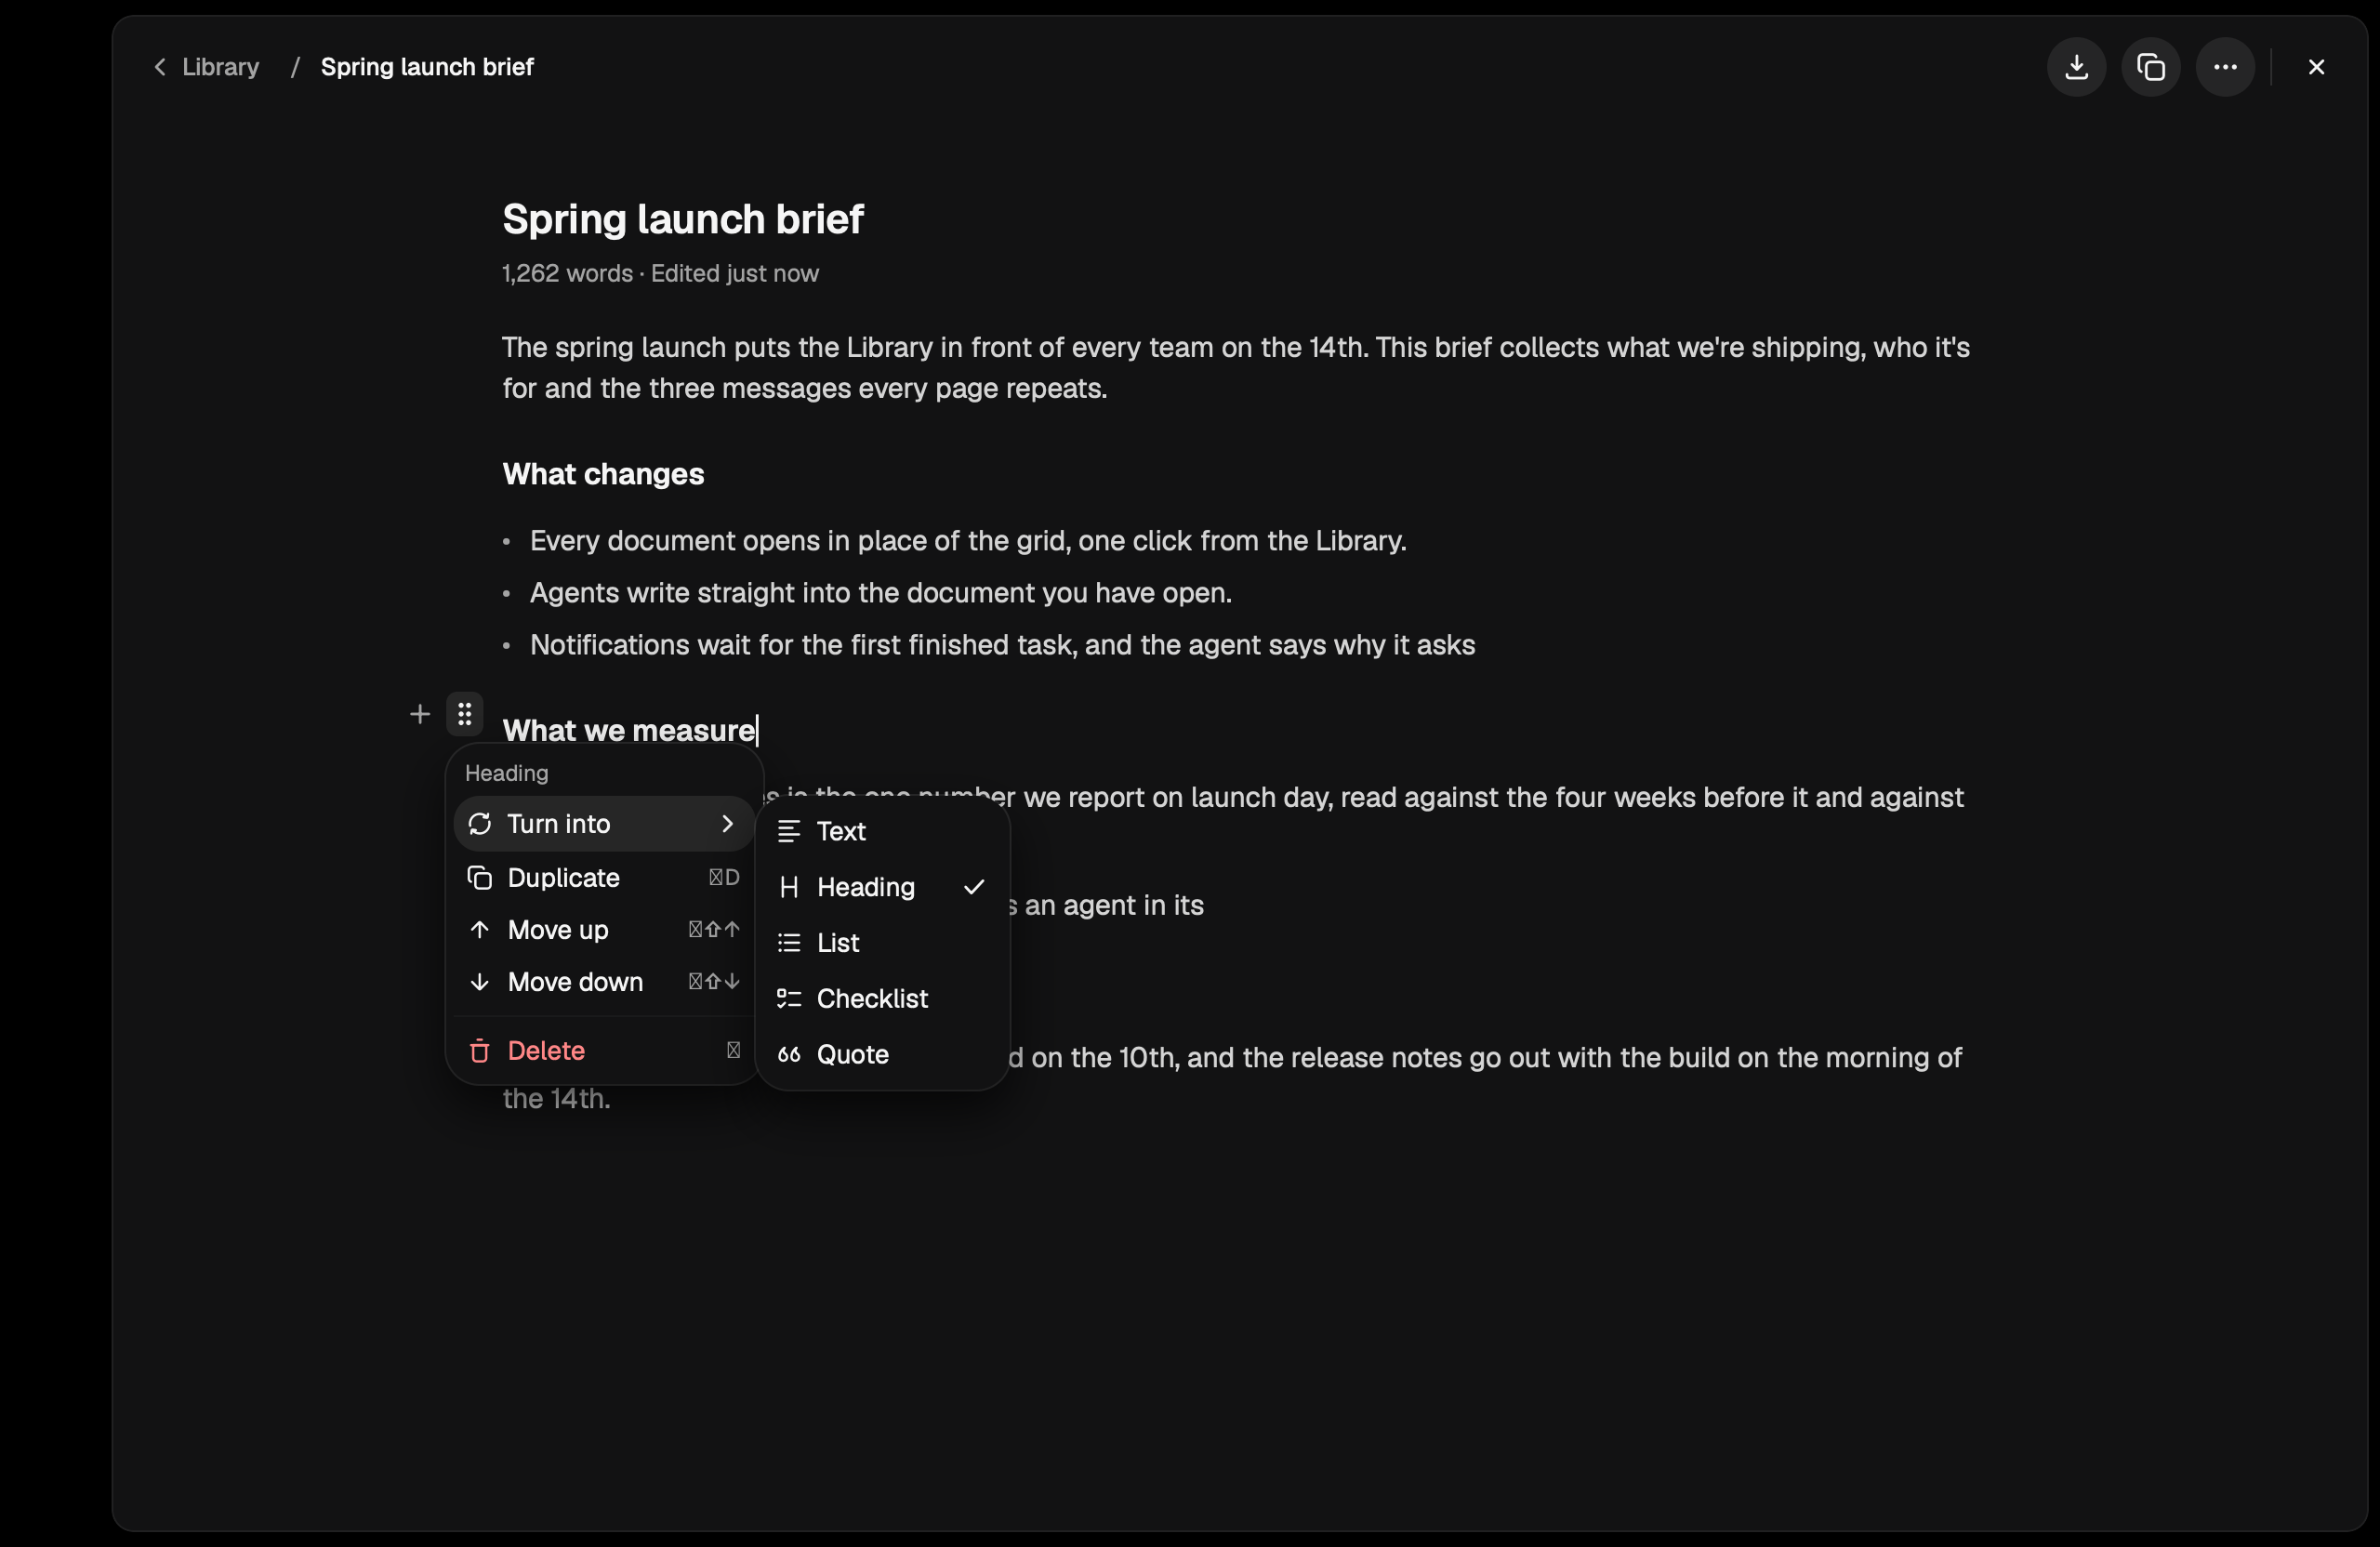 Library / Spring launch brief
Spring launch brief
1,262 words · Edited just now
The spring launch puts the Library in front of every team on the 14th. This brief collects what we're shipping, who it's
for and the three messages every page repeats.
What changes
• Every document opens in place of the grid, one click from the Library.
• Agents write straight into the document you have open.
• Notifications wait for the first finished task, and the agent says why it asks
What we measure
is the one number we report on launch day, read against the four weeks before it and against
an agent in its
on the 10th, and the release notes go out with the build on the morning of
the 14th.
Heading
Turn into
Duplicate D
Move up ⇧↑
Move down ⇧↓
Delete
Text
Heading
List
Checklist
Quote